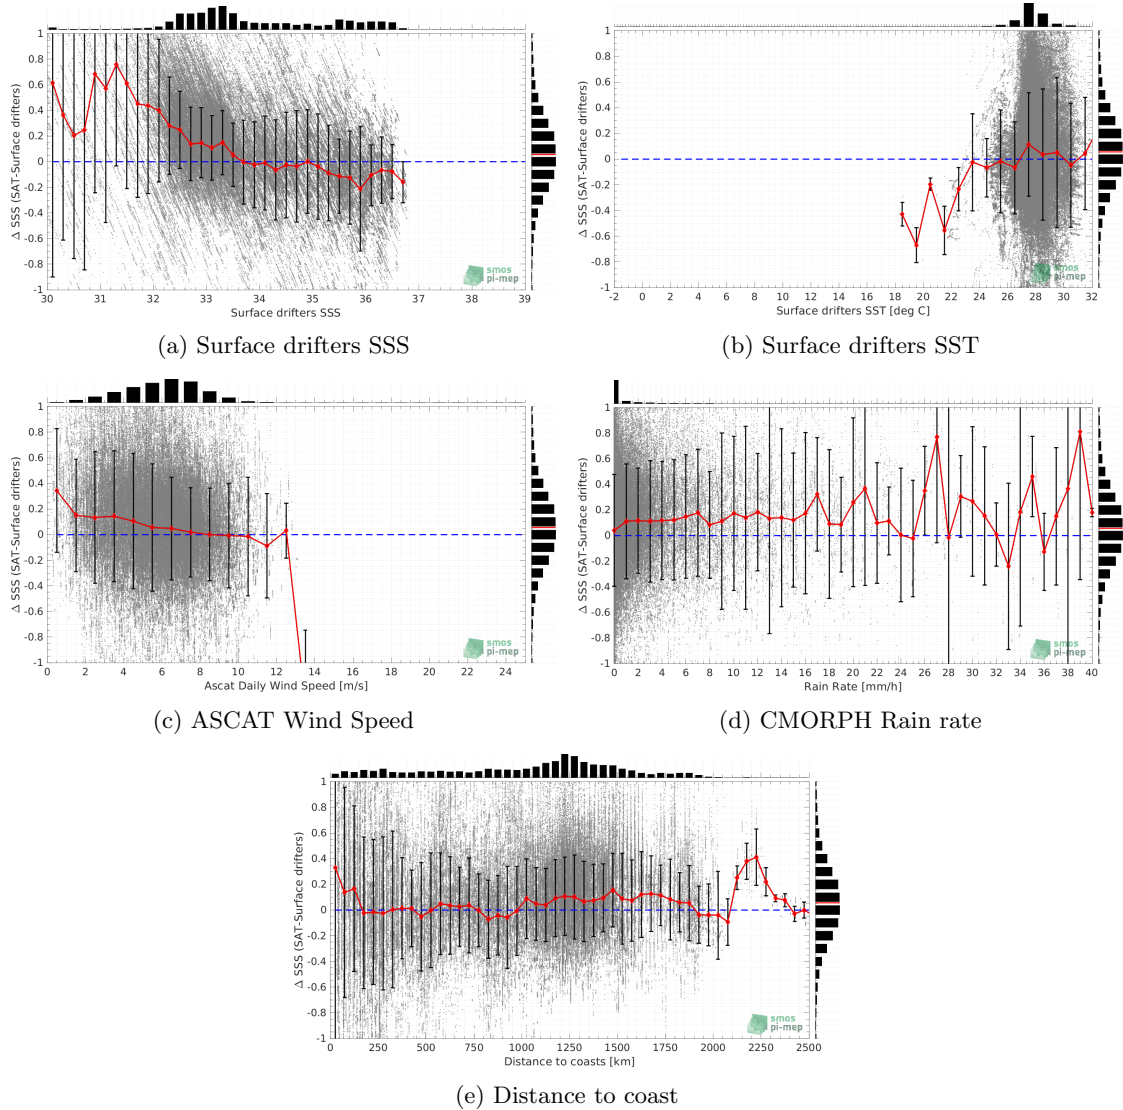 1
0.8
0.6
0.4
0.2
0
-0.2
-0.4
-0.6
-0.8
-1
Δ SSS (SAT-Surface drifters)
smos
pi-mep
30 31 32 33 34 35 36 37 38 39
Surface drifters SSS
(a) Surface drifters SSS
1
0.8
0.6
0.4
0.2
0
-0.2
-0.4
-0.6
-0.8
-1
Δ SSS (SAT-Surface drifters)
smos
pi-mep
-2 0 2 4 6 8 10 12 14 16 18 20 22 24 26 28 30 32
Surface drifters SST [deg C]
(b) Surface drifters SST
1
0.8
0.6
0.4
0.2
0
-0.2
-0.4
-0.6
-0.8
-1
Δ SSS (SAT-Surface drifters)
smos
pi-mep
0 2 4 6 8 10 12 14 16 18 20 22 24
Ascat Daily Wind Speed [m/s]
(c) ASCAT Wind Speed
1
0.8
0.6
0.4
0.2
0
-0.2
-0.4
-0.6
-0.8
-1
Δ SSS (SAT-Surface drifters)
smos
pi-mep
0 2 4 6 8 10 12 14 16 18 20 22 24 26 28 30 32 34 36 38 40
Rain Rate [mm/h]
(d) CMORPH Rain rate
1
0.8
0.6
0.4
0.2
0
-0.2
-0.4
-0.6
-0.8
-1
Δ SSS (SAT-Surface drifters)
smos
pi-mep
0 250 500 750 1000 1250 1500 1750 2000 2250 2500
Distance to coasts [km]
(e) Distance to coast